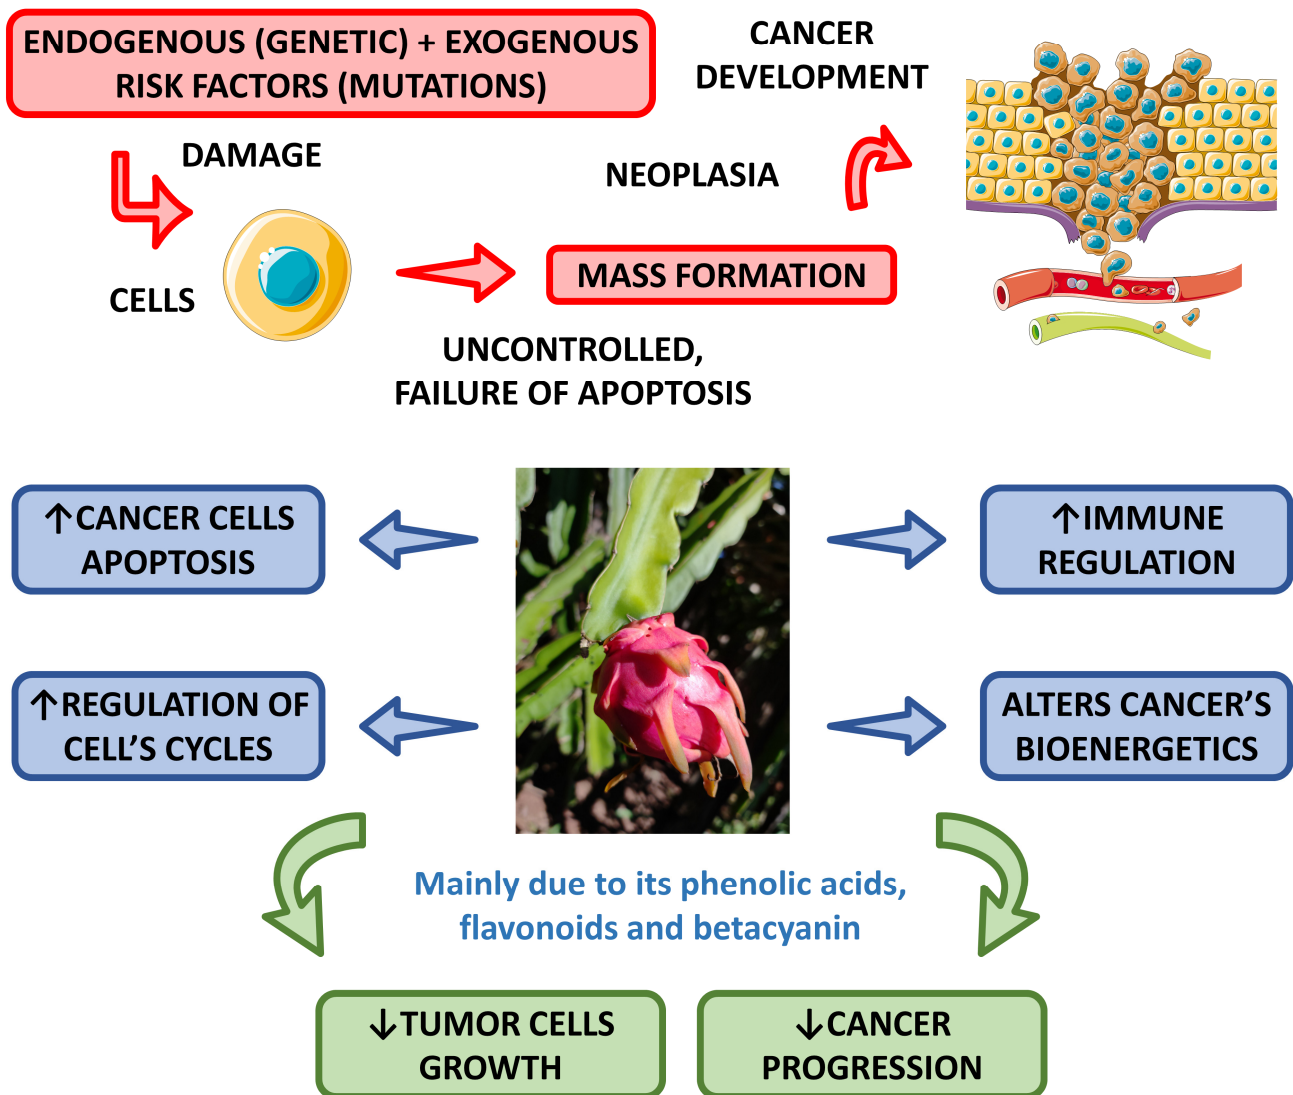 ENDOGENOUS (GENETIC) + EXOGENOUS
RISK FACTORS (MUTATIONS)
CANCER
DEVELOPMENT
DAMAGE
NEOPLASIA
CELLS
MASS FORMATION
UNCONTROLLED,
FAILURE OF APOPTOSIS
↑CANCER CELLS
APOPTOSIS
↑IMMUNE
REGULATION
↑REGULATION OF
CELL’S CYCLES
ALTERS CANCER’S
BIOENERGETICS
Mainly due to its phenolic acids,
flavonoids and betacyanin
↓TUMOR CELLS
GROWTH
↓CANCER
PROGRESSION